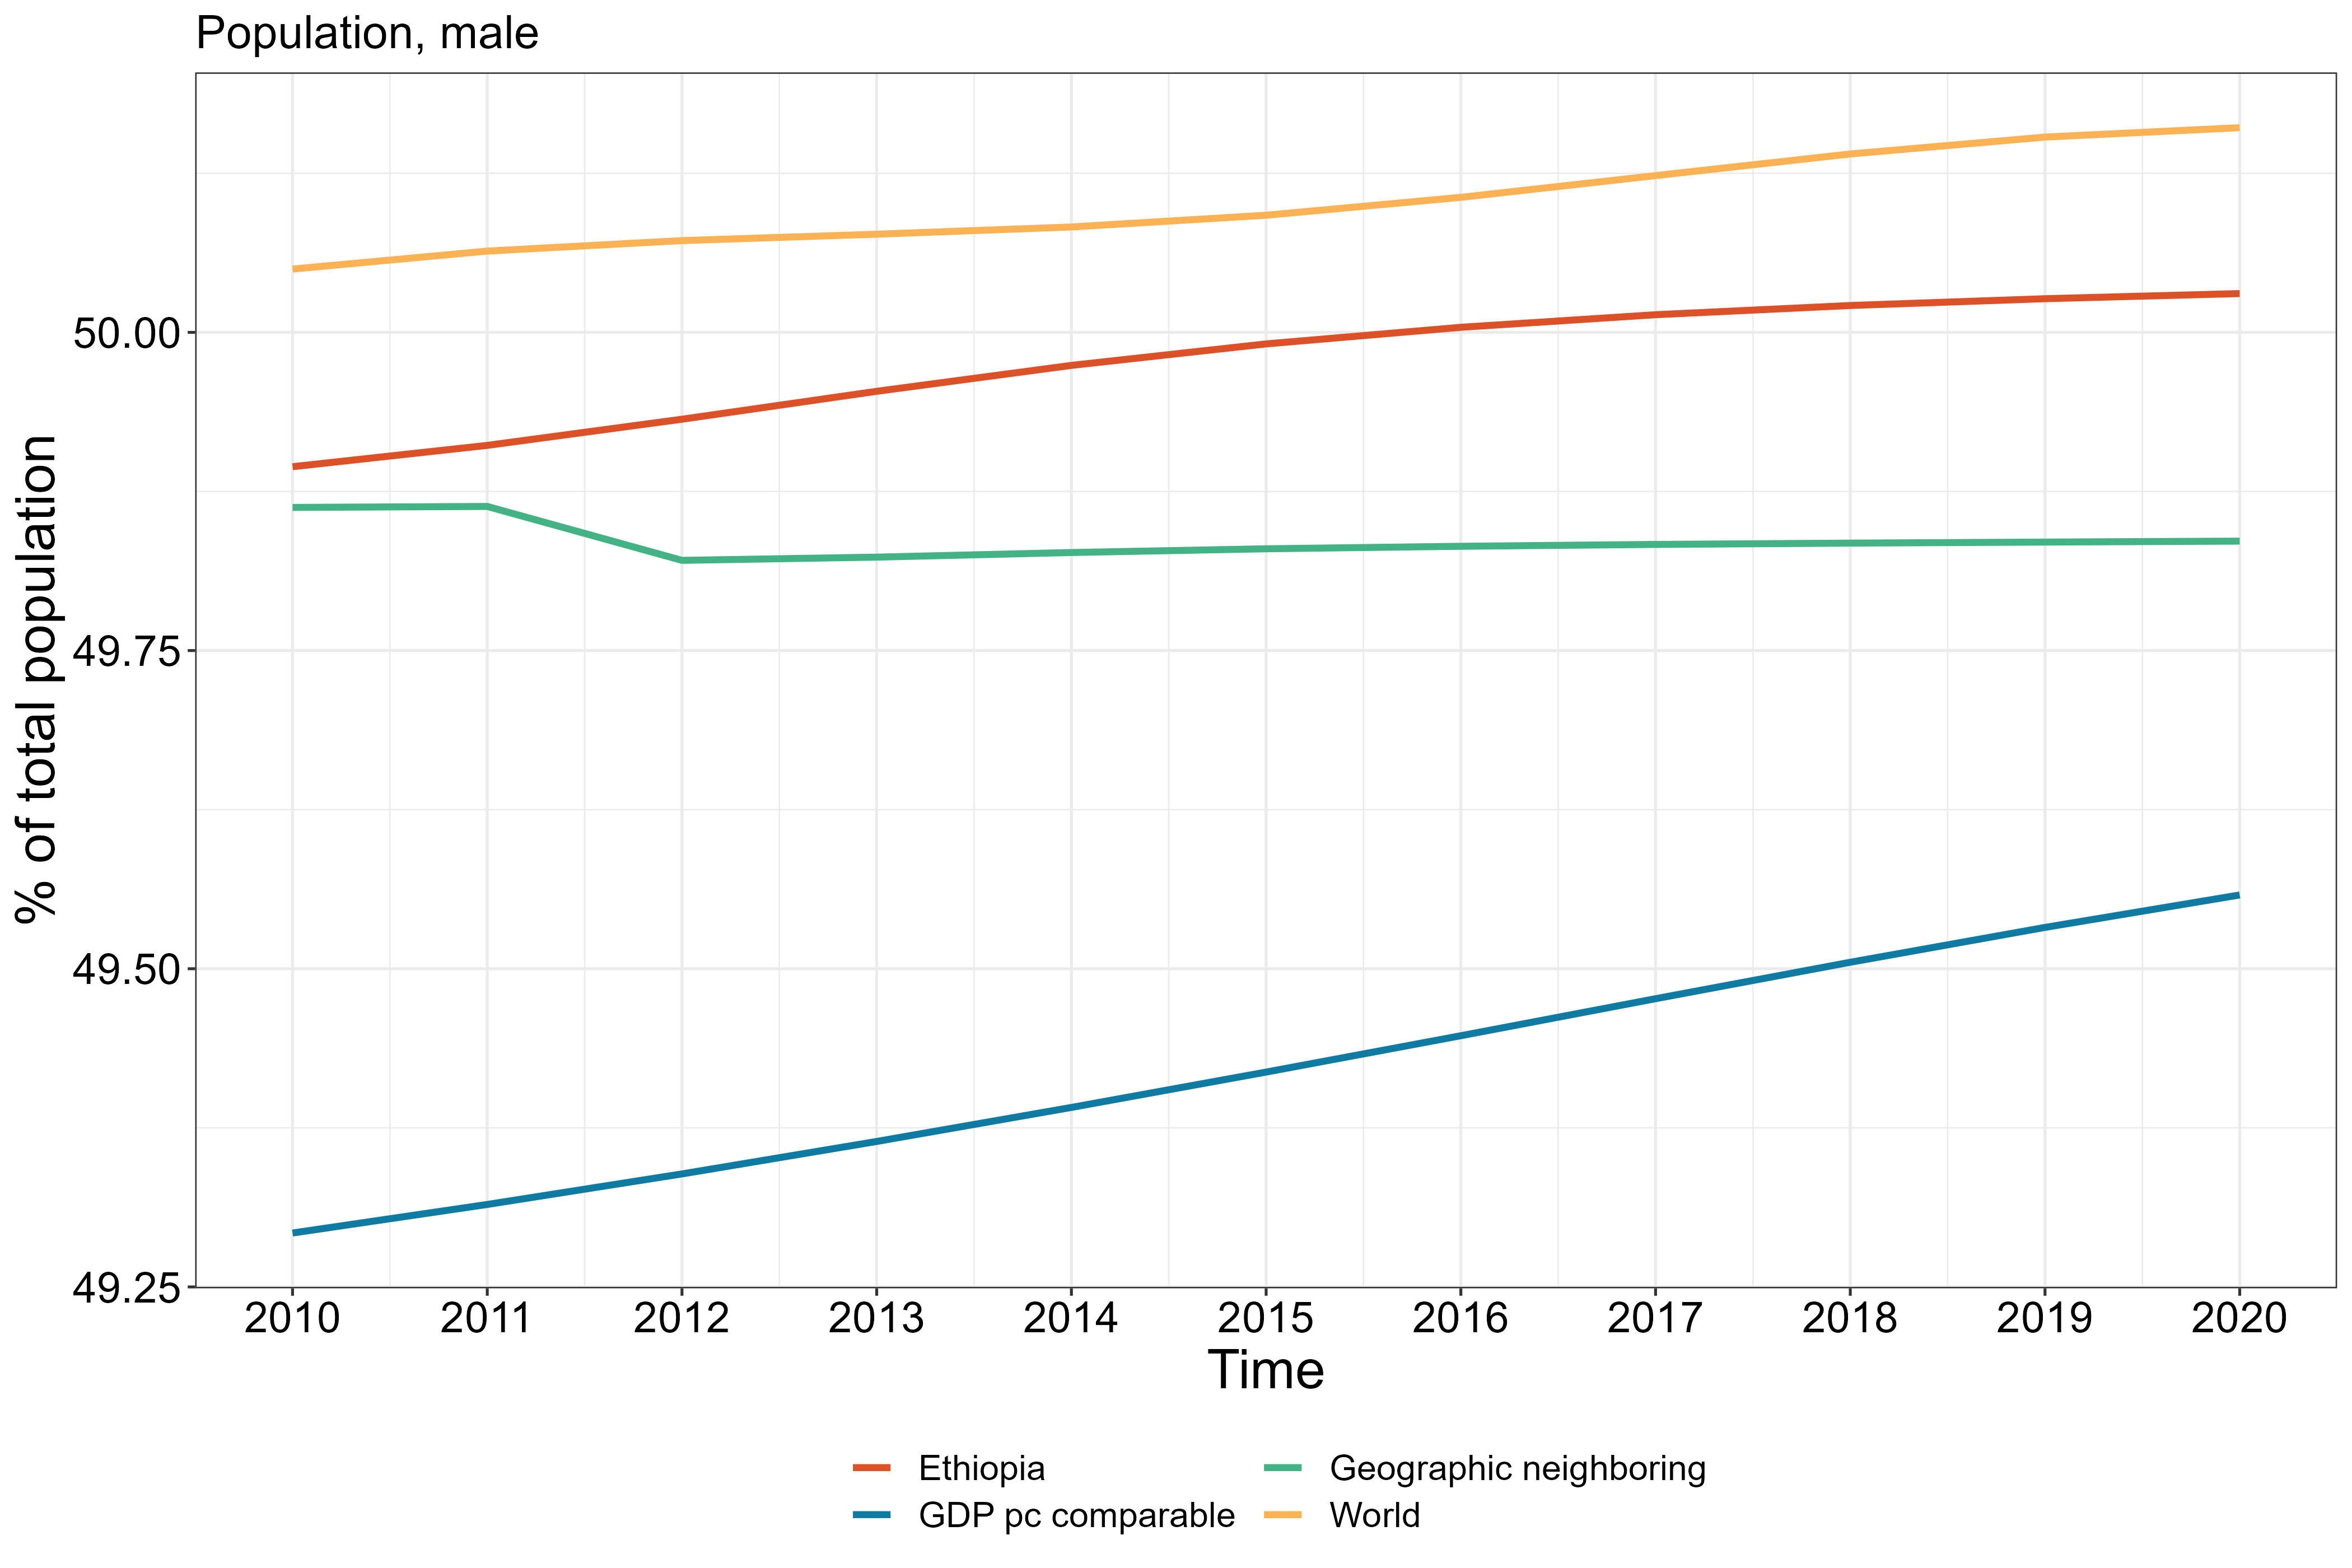 Population, male
% of total population
50.00
49.75
49.50
49.25
2010 2011 2012 2013 2014 2015 2016 2017 2018 2019 2020
Time
Ethiopia Geographic neighboring
GDP pc comparable World